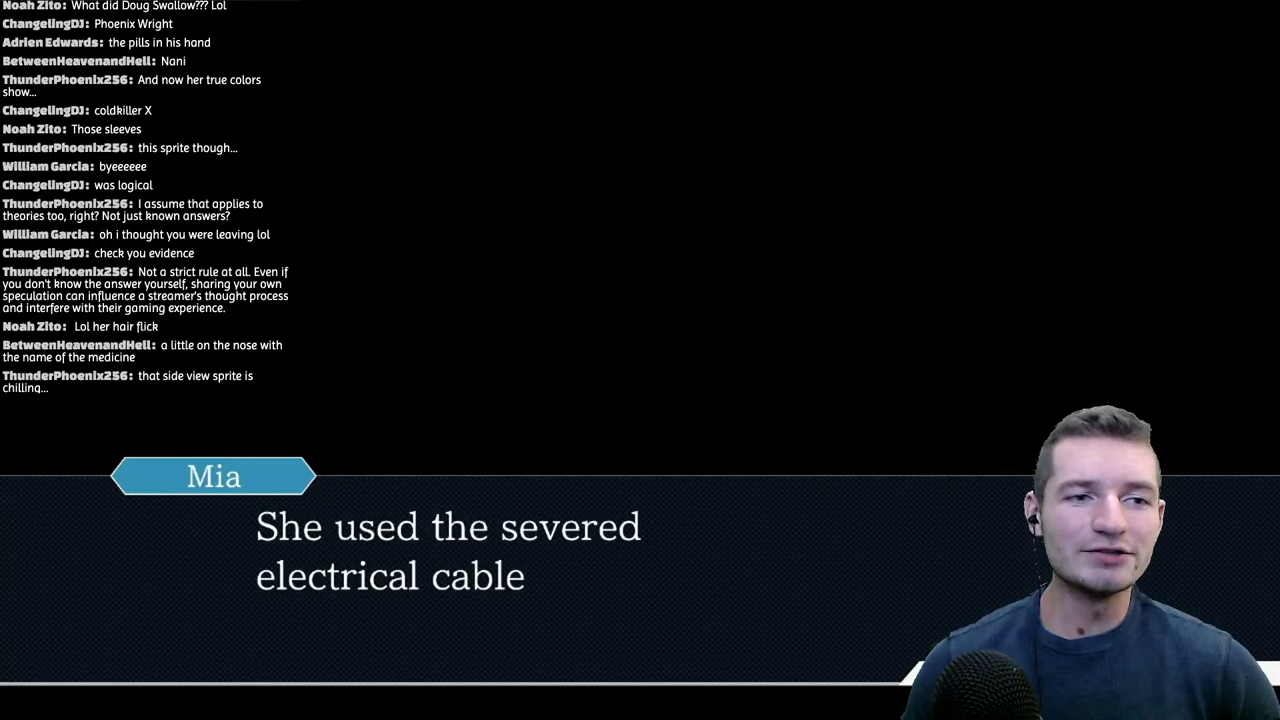 Noah Zito: What did Doug Swallow??? Lol
ChangelingDJ: Phoenix Wright
Adrien Edwards: the pills in his hand
BetweenHeavenandHell: Nani
ThunderPhoenix256: And now her true colors
show...
ChangelingDJ: coldkiller X
Noah Zito: Those sleeves
ThunderPhoenix256: this sprite though...
William Garcia: byeeeeee
ChangelingDJ: was logical
ThunderPhoenix256: I assume that applies to
theories too, right? Not just known answers?
William Garcia: oh i thought you were leaving lol
ChangelingDJ: check you evidence
ThunderPhoenix256: Not a strict rule at all. Even if
you don't know the answer yourself, sharing your own
speculation can influence a streamer's thought process
and interfere with their gaming experience.
Noah Zito: Lol her hair flick
BetweenHeavenandHell: a little on the nose with
the name of the medicine
ThunderPhoenix256: that side view sprite is
chilling...
Mia
She used the severed
electrical cable